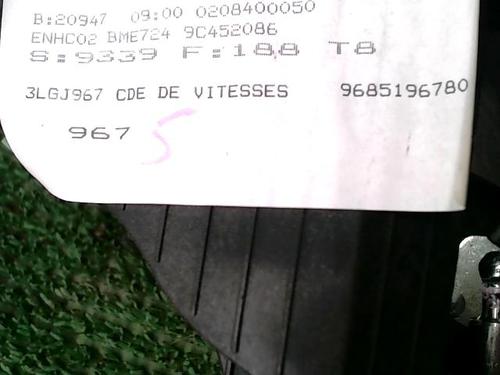 B:20947 09:00 0208400050
ENHC02 BME724 9C452086
S:9339 F:188 T8
3LGJ967 CDE DE VITESSES 9685196780
967 5